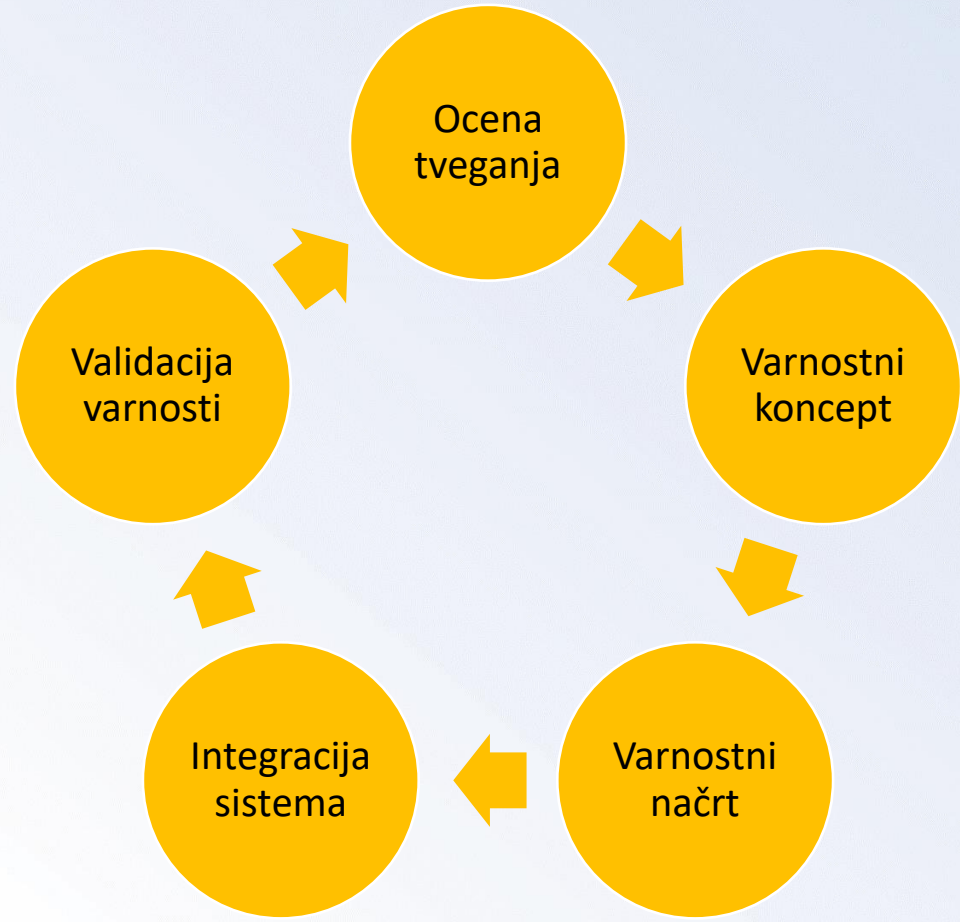 Ocena
tveganja
Varnostni
koncept
Varnostni
načrt
Integracija
sistema
Validacija
varnosti